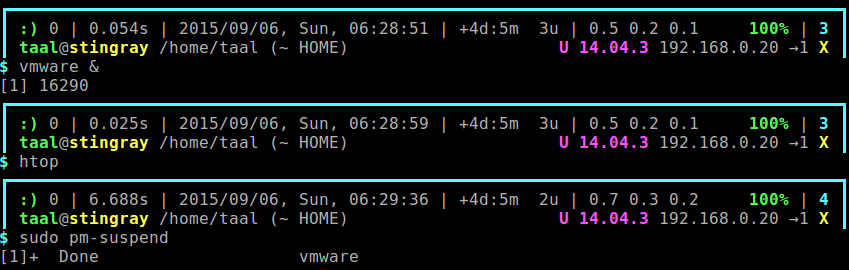 :) 0 | 0.054s | 2015/09/06, Sun, 06:28:51 | +4d:5m  3u | 0.5 0.2 0.1     100% | 3
taal@stingray /home/taal (~ HOME)                     U 14.04.3 192.168.0.20 →1 X
$ vmware &
[1] 16290
:) 0 | 0.025s | 2015/09/06, Sun, 06:28:59 | +4d:5m  3u | 0.5 0.2 0.1     100% | 3
taal@stingray /home/taal (~ HOME)                     U 14.04.3 192.168.0.20 →1 X
$ htop
:) 0 | 6.688s | 2015/09/06, Sun, 06:29:36 | +4d:5m  2u | 0.7 0.3 0.2     100% | 4
taal@stingray /home/taal (~ HOME)                     U 14.04.3 192.168.0.20 →1 X
$ sudo pm-suspend
[1]+  Done                    vmware